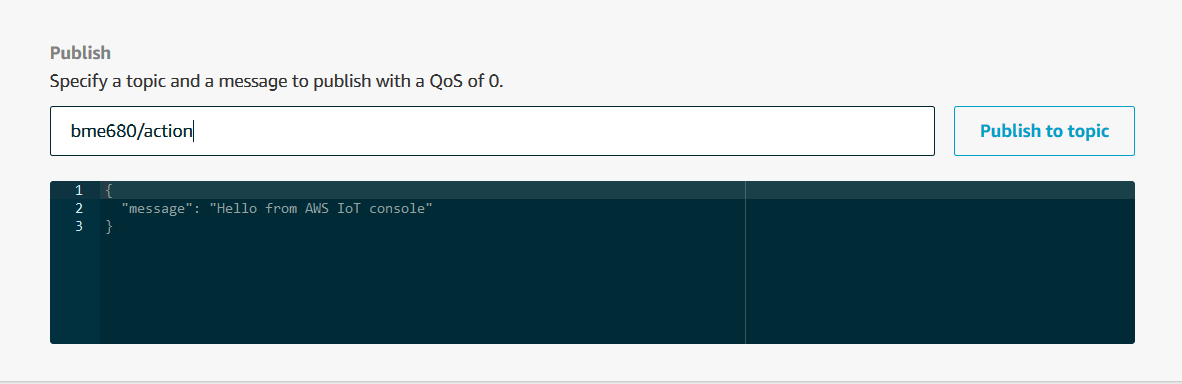 Publish
Specify a topic and a message to publish with a QoS of 0.
bme680/action
Publish to topic
1 {
2 "message": "Hello from AWS IoT console"
3 }